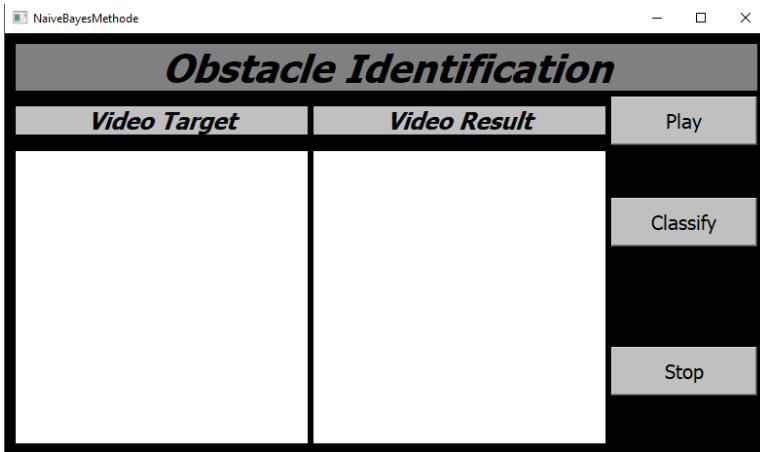 NaiveBayesMethode
Obstacle Identification
Video Target
Video Result
Play
Classify
Stop